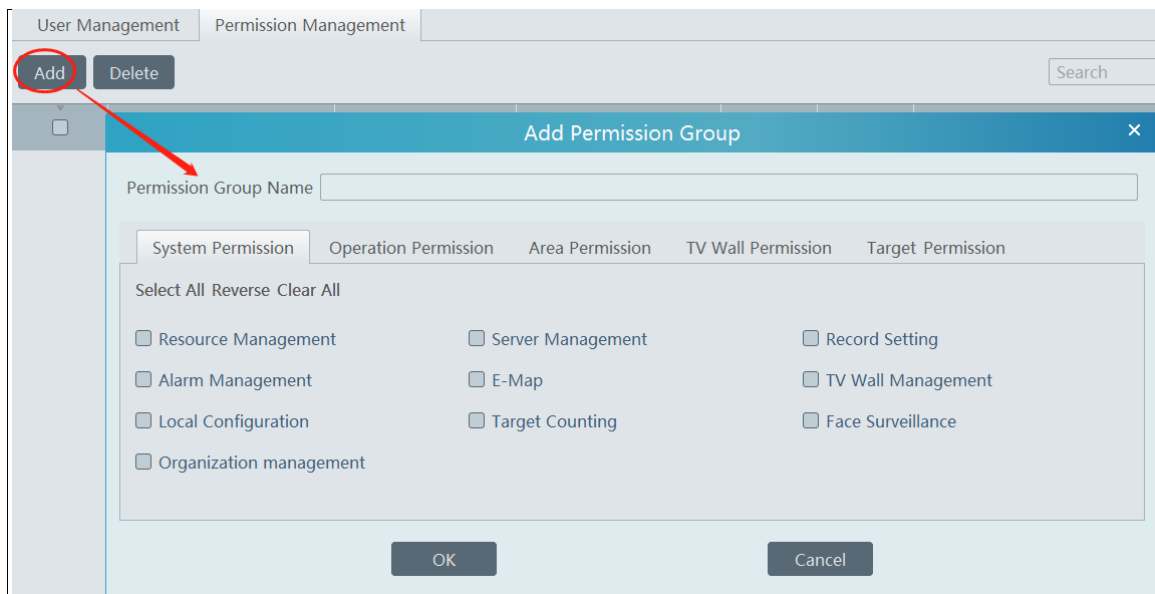 User Management Permission Management
Add Delete Search
Add Permission Group
Permission Group Name
System Permission Operation Permission Area Permission TV Wall Permission Target Permission
Select All Reverse Clear All
Resource Management Server Management Record Setting
Alarm Management E-Map TV Wall Management
Local Configuration Target Counting Face Surveillance
Organization management
OK Cancel